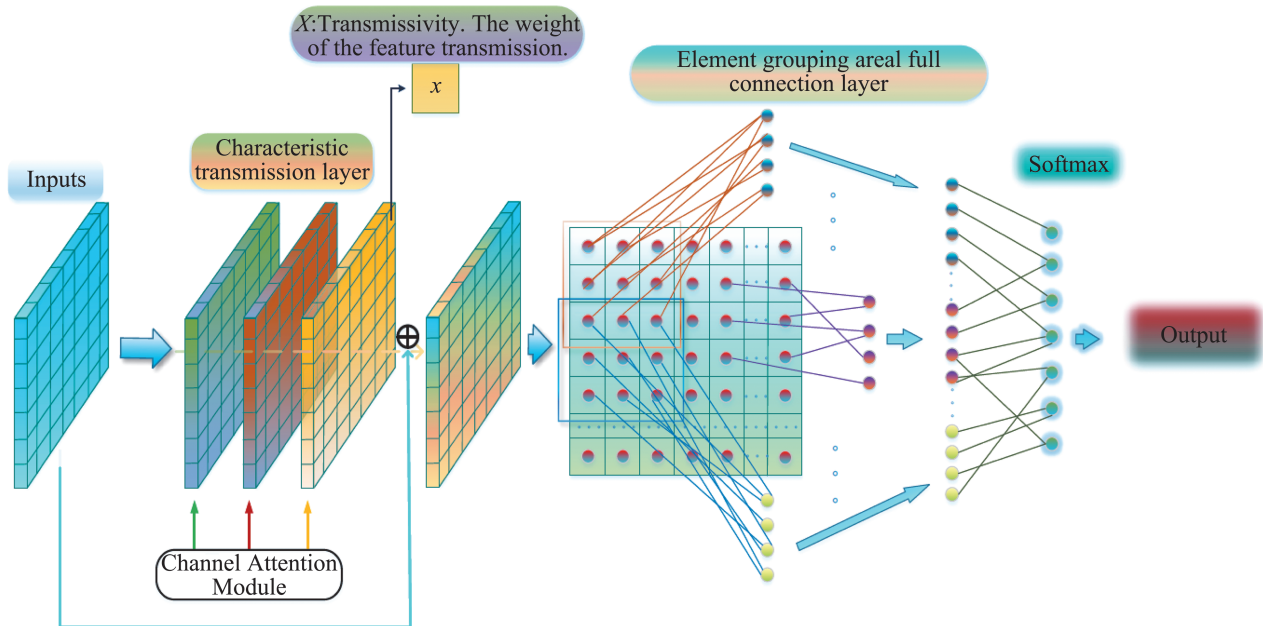 X:Transmissivity. The weight
of the feature transmission.
x
Element grouping areal full
connection layer
Characteristic
transmission layer
Inputs
Softmax
Output
Channel Attention
Module